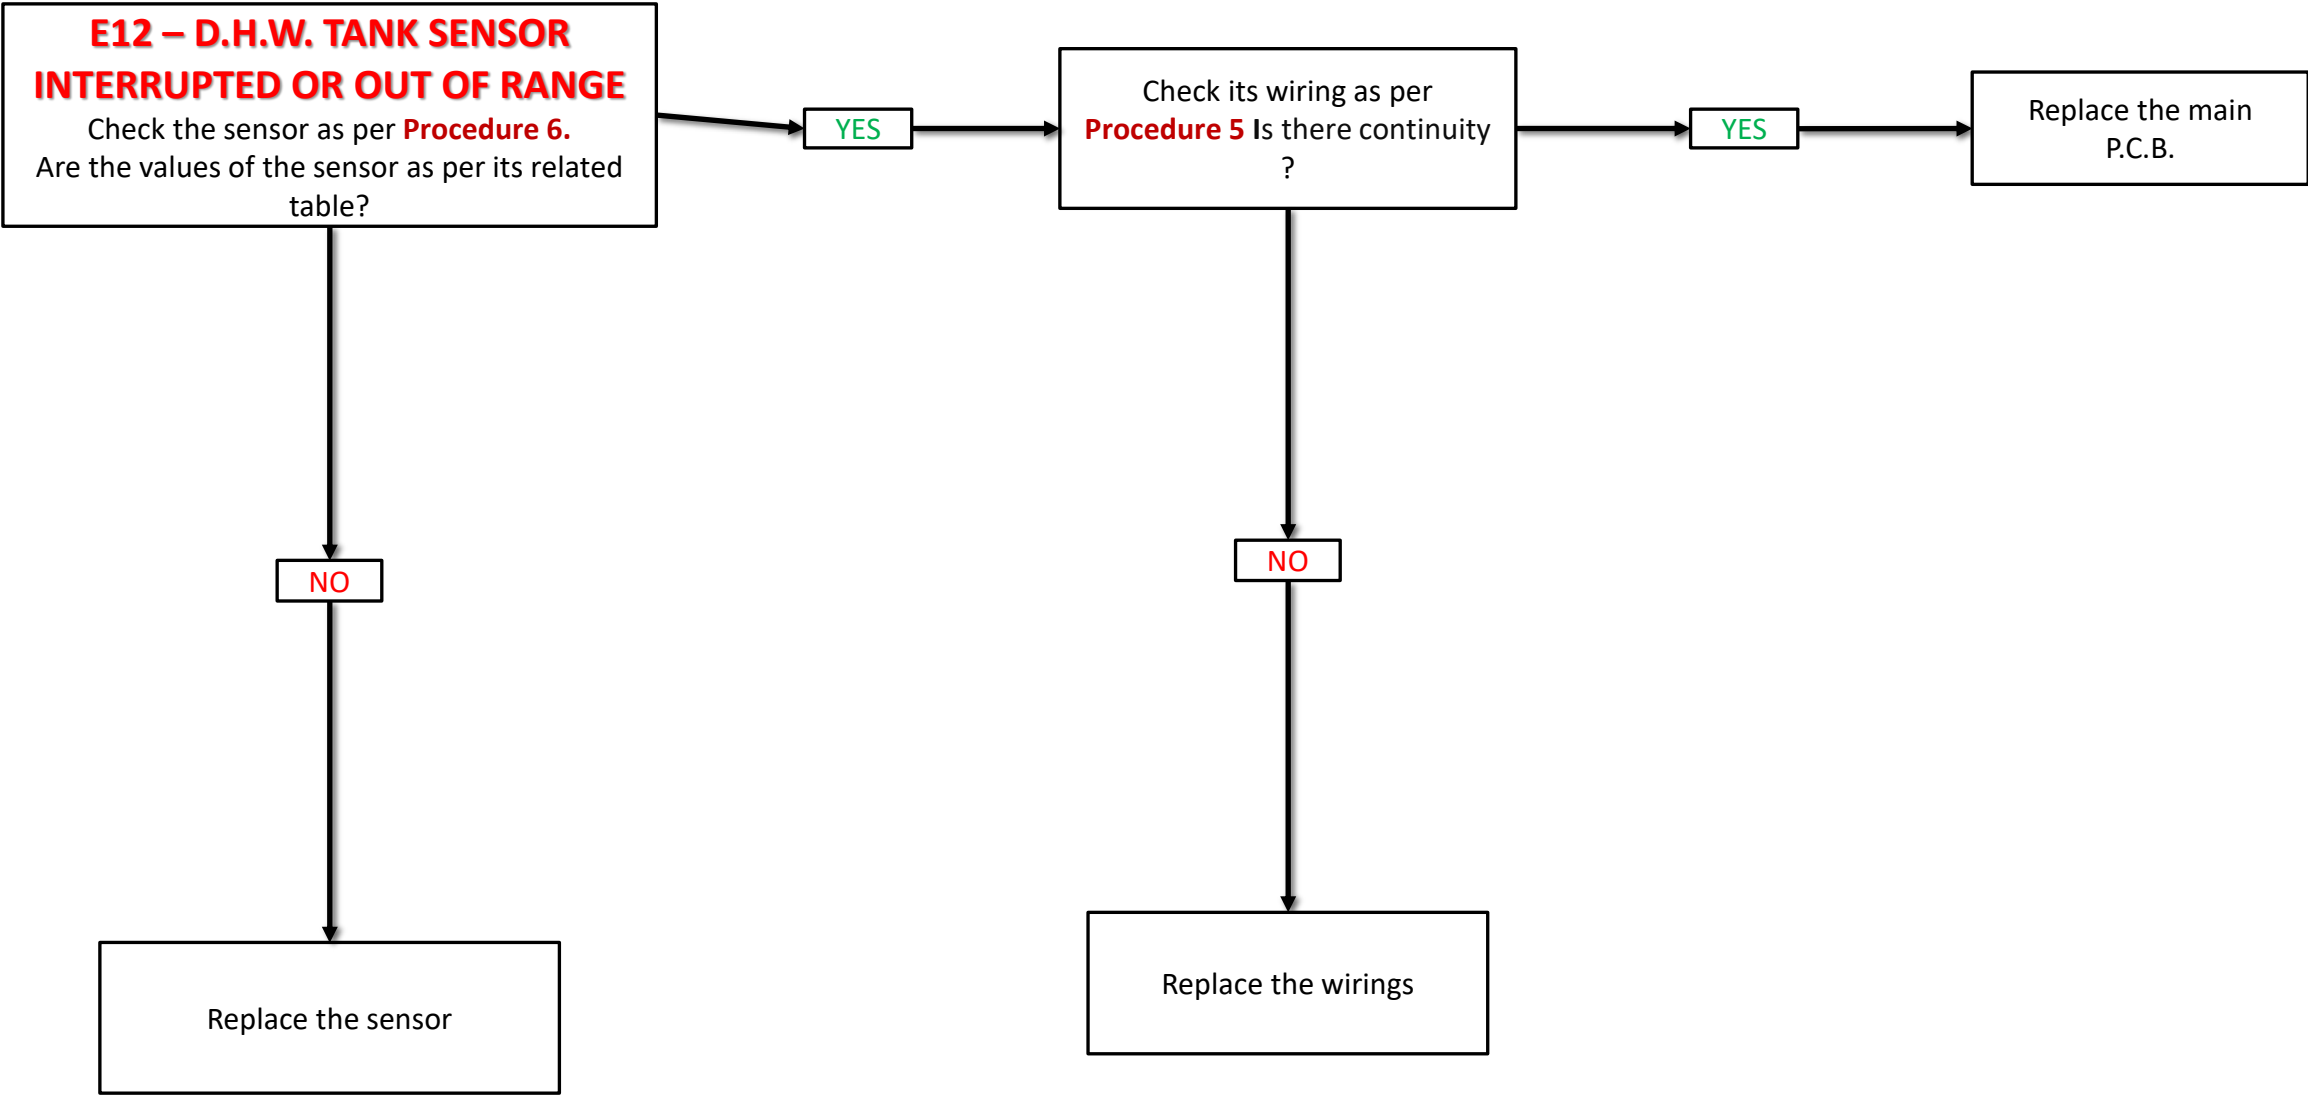 E12 – D.H.W. TANK SENSOR
INTERRUPTED OR OUT OF RANGE
Check the sensor as per Procedure 6.
Are the values of the sensor as per its related
table?
YES
Check its wiring as per
Procedure 5 Is there continuity
?
YES
Replace the main
P.C.B.
NO
NO
Replace the sensor
Replace the wirings